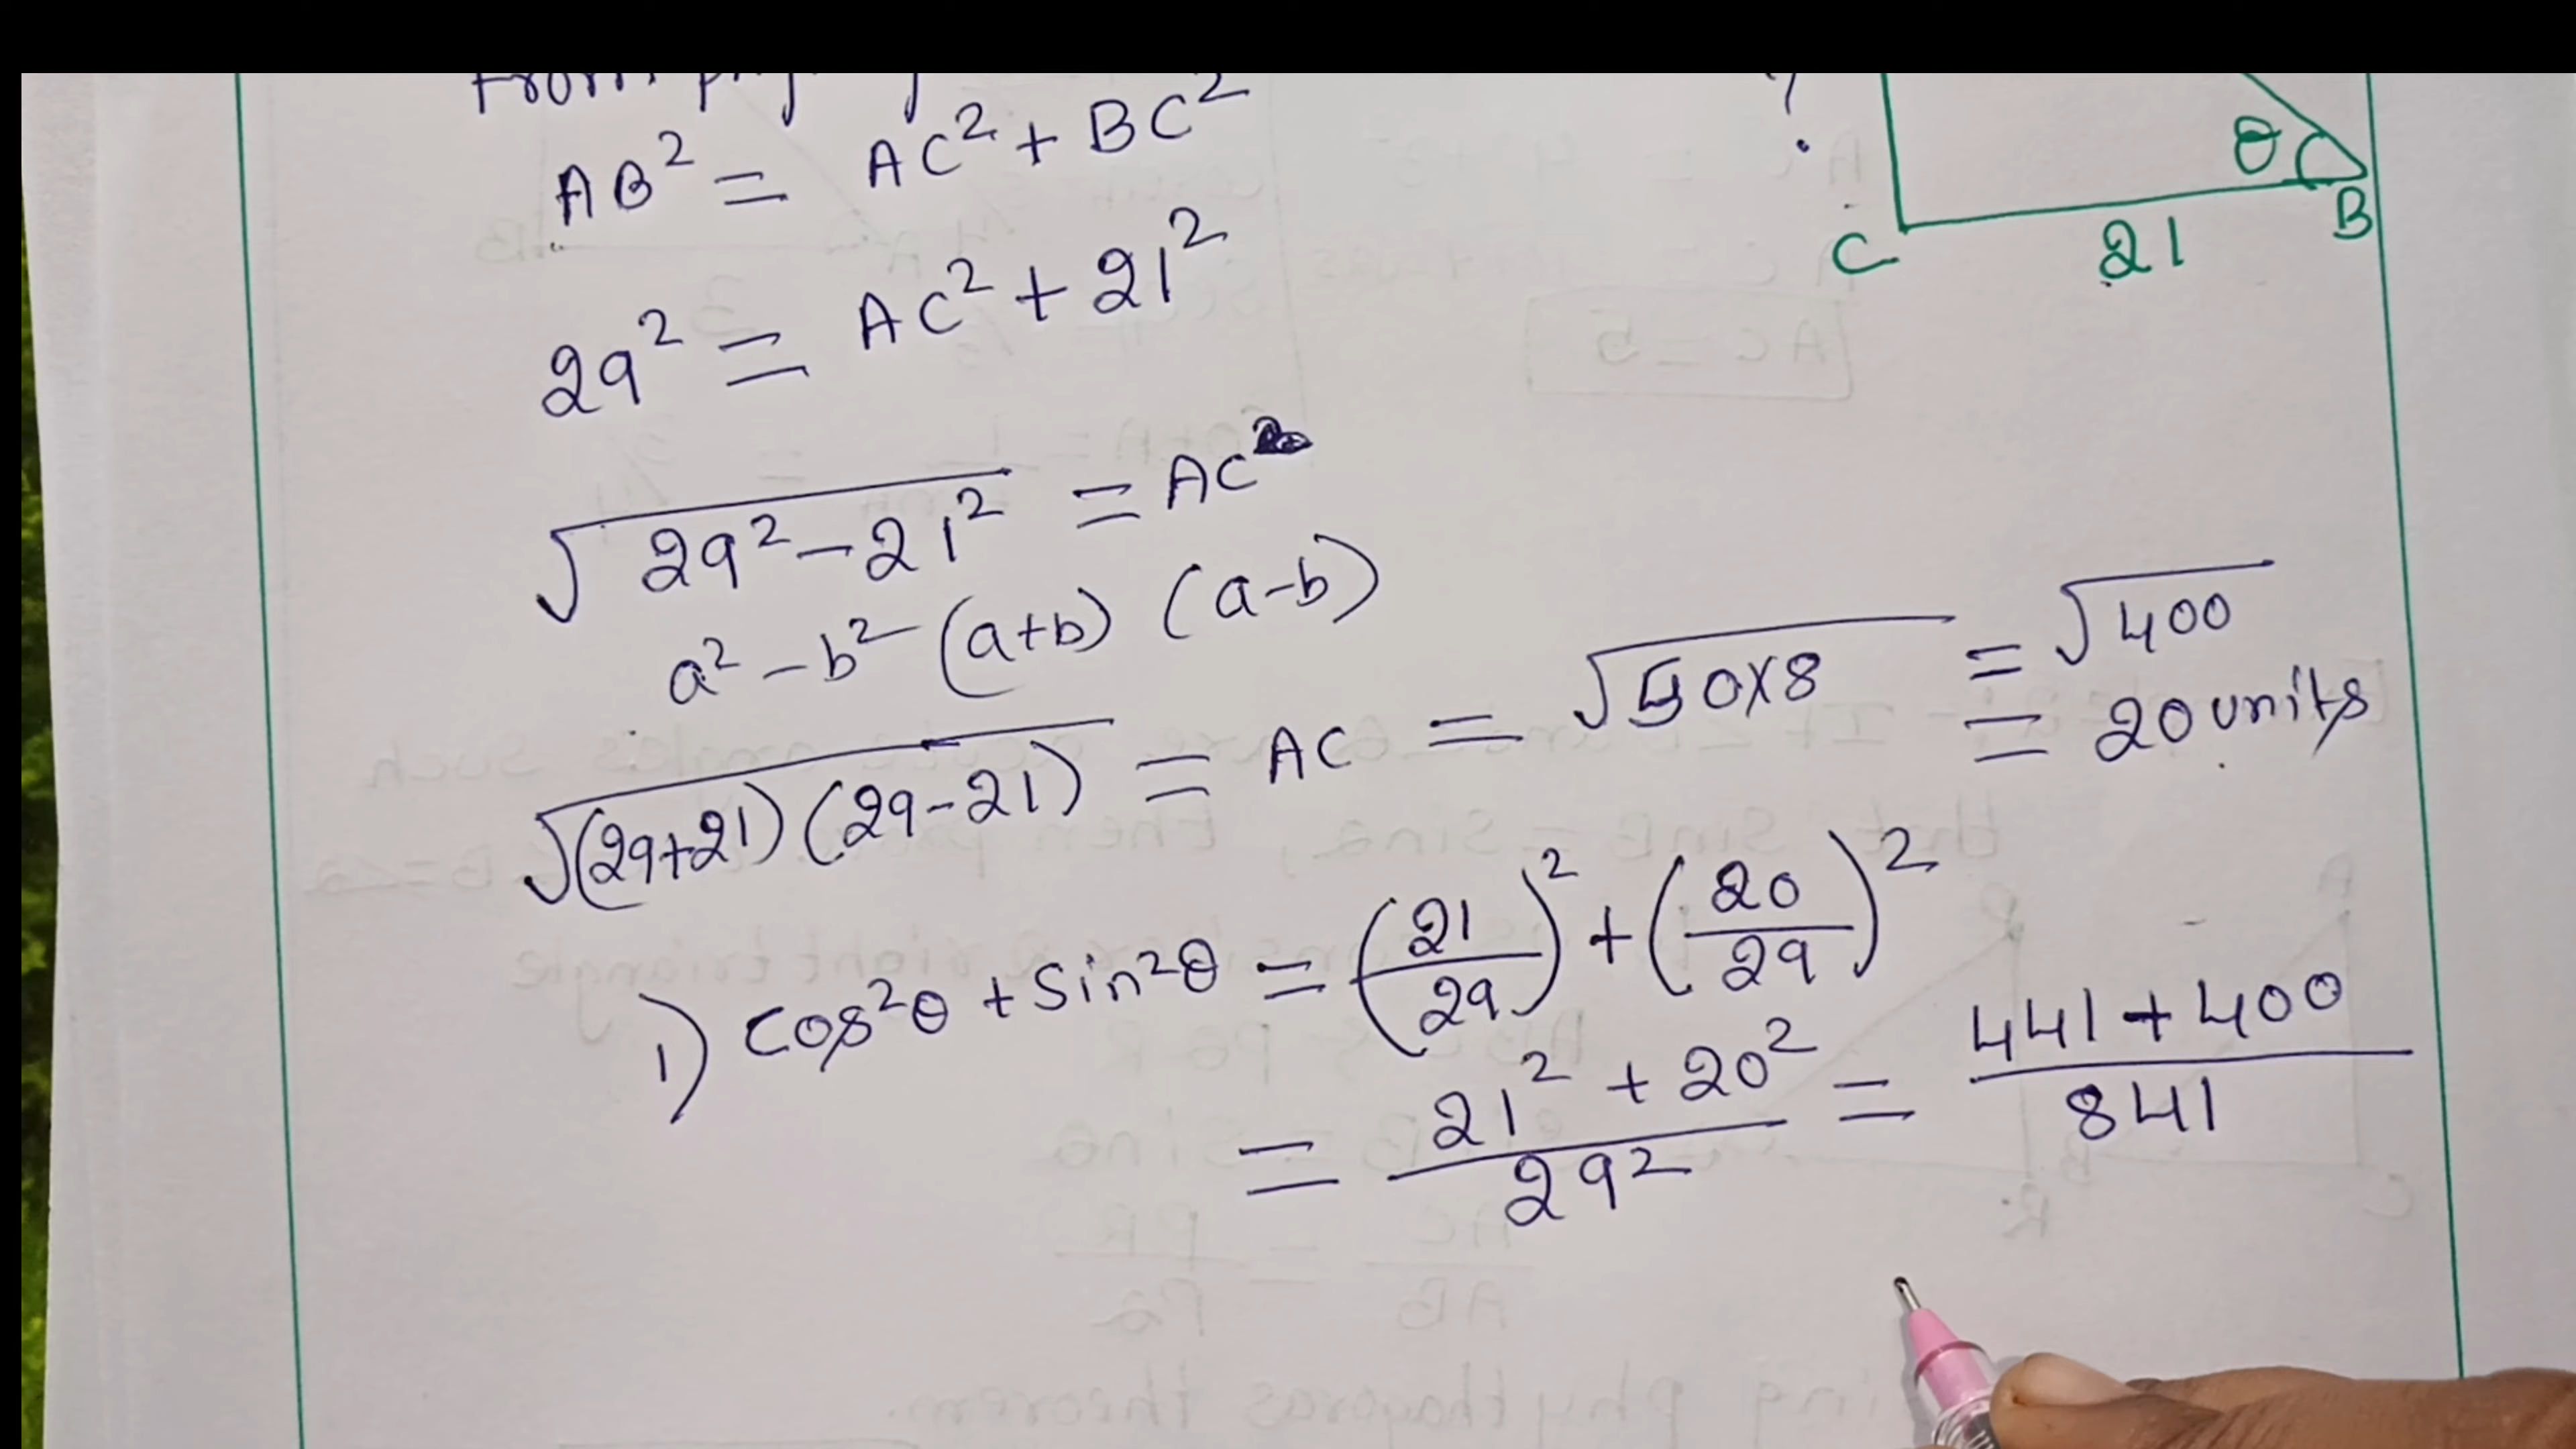 From
AB² = AC² + BC²
29² = AC² + 21²
√(29² − 21²) = AC
a² − b² (a+b) (a−b)
√((29+21)(29−21)) = AC = √(50×8) = √400
= 20 units
1) Cos²θ + Sin²θ = (21/29)² + (20/29)²
= (21² + 20²)/29² = (441 + 400)/841
?
θ
C 21 B